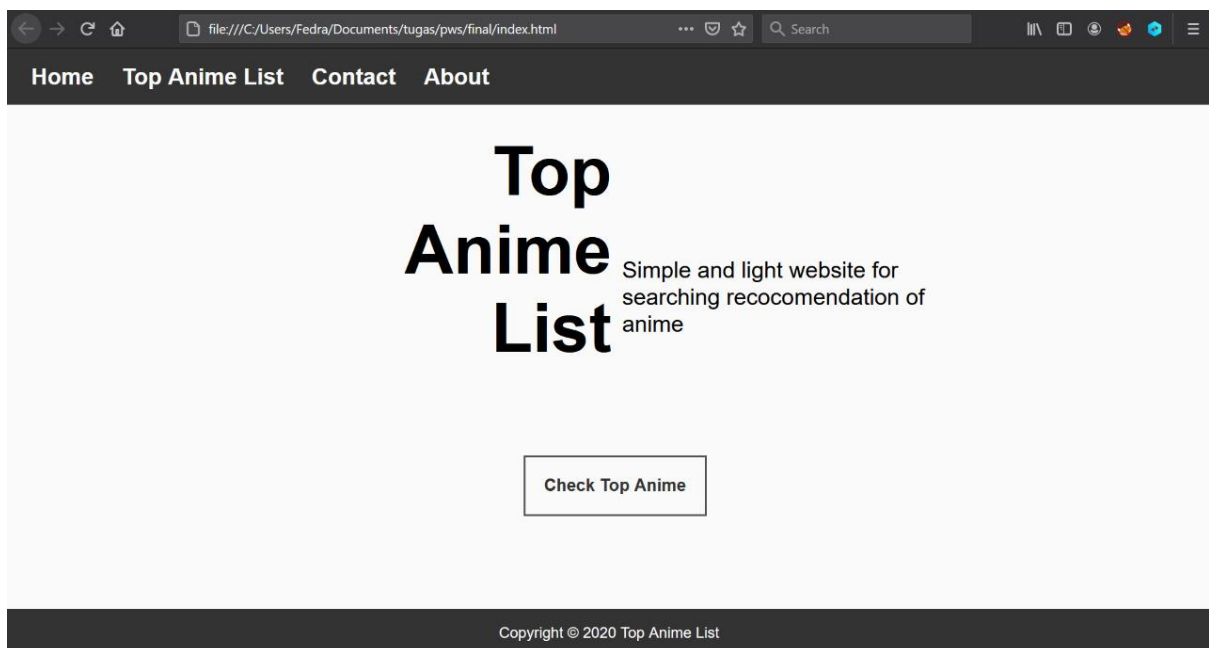 file:///C:/Users/Fedra/Documents/tugas/pws/final/index.html
Search
Home Top Anime List Contact About
Top
Anime
List
Simple and light website for
searching recocomendation of
anime
Check Top Anime
Copyright © 2020 Top Anime List